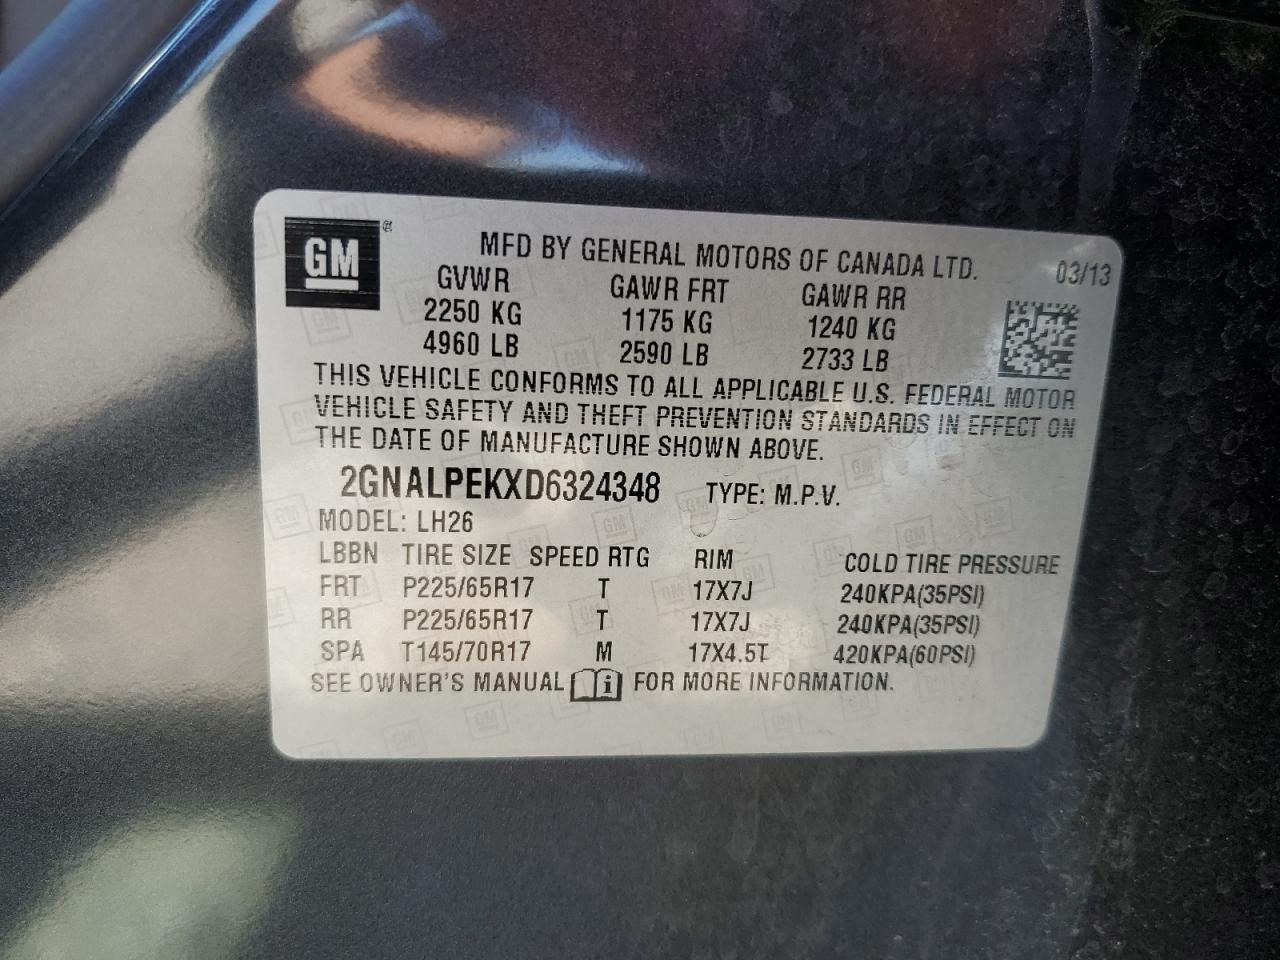 GM
MFD BY GENERAL MOTORS OF CANADA LTD. 03/13
GVWR GAWR FRT GAWR RR
2250 KG 1175 KG 1240 KG
4960 LB 2590 LB 2733 LB
THIS VEHICLE CONFORMS TO ALL APPLICABLE U.S. FEDERAL MOTOR
VEHICLE SAFETY AND THEFT PREVENTION STANDARDS IN EFFECT ON
THE DATE OF MANUFACTURE SHOWN ABOVE.
2GNALPEKXD6324348 TYPE: M.P.V.
MODEL: LH26
LBBN TIRE SIZE SPEED RTG RIM COLD TIRE PRESSURE
FRT P225/65R17 T 17X7J 240KPA(35PSI)
RR P225/65R17 T 17X7J 240KPA(35PSI)
SPA T145/70R17 M 17X4.5T 420KPA(60PSI)
SEE OWNER'S MANUAL i FOR MORE INFORMATION.